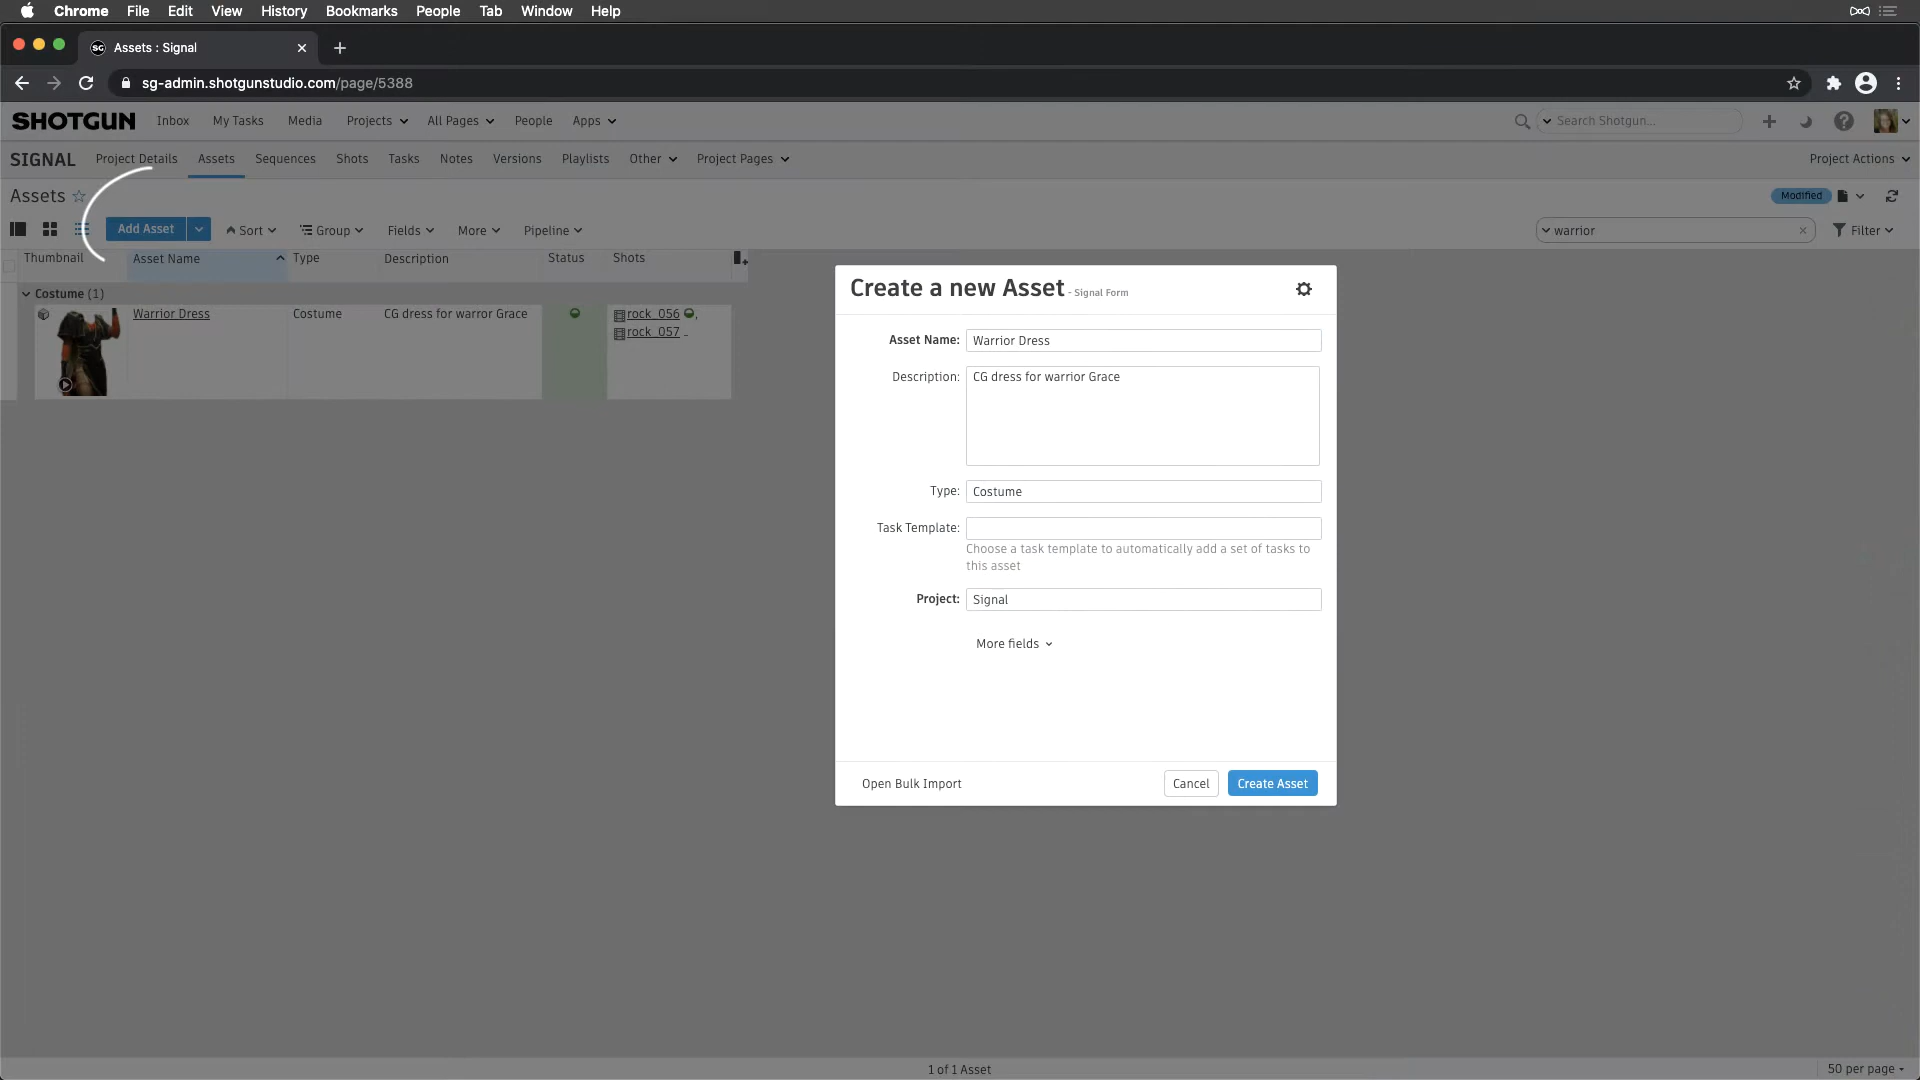 Chrome File Edit View History Bookmarks People Tab Window Help
Assets : Signal
sg-admin.shotgunstudio.com/page/5388
SHOTGUN Inbox My Tasks Media Projects All Pages People Apps Search Shotgun...
SIGNAL Project Details Assets Sequences Shots Tasks Notes Versions Playlists Other Project Pages Project Actions
Assets Modified
Add Asset Sort Group Fields More Pipeline warrior Filter
Thumbnail Asset Name Type Description Status Shots
Costume (1)
Warrior Dress Costume CG dress for warror Grace rock_056 ,
rock_057
Create a new Asset - Signal Form
Asset Name: Warrior Dress
Description: CG dress for warrior Grace
Type: Costume
Task Template:
Choose a task template to automatically add a set of tasks to
this asset
Project: Signal
More fields
Open Bulk Import Cancel Create Asset
1 of 1 Asset 50 per page